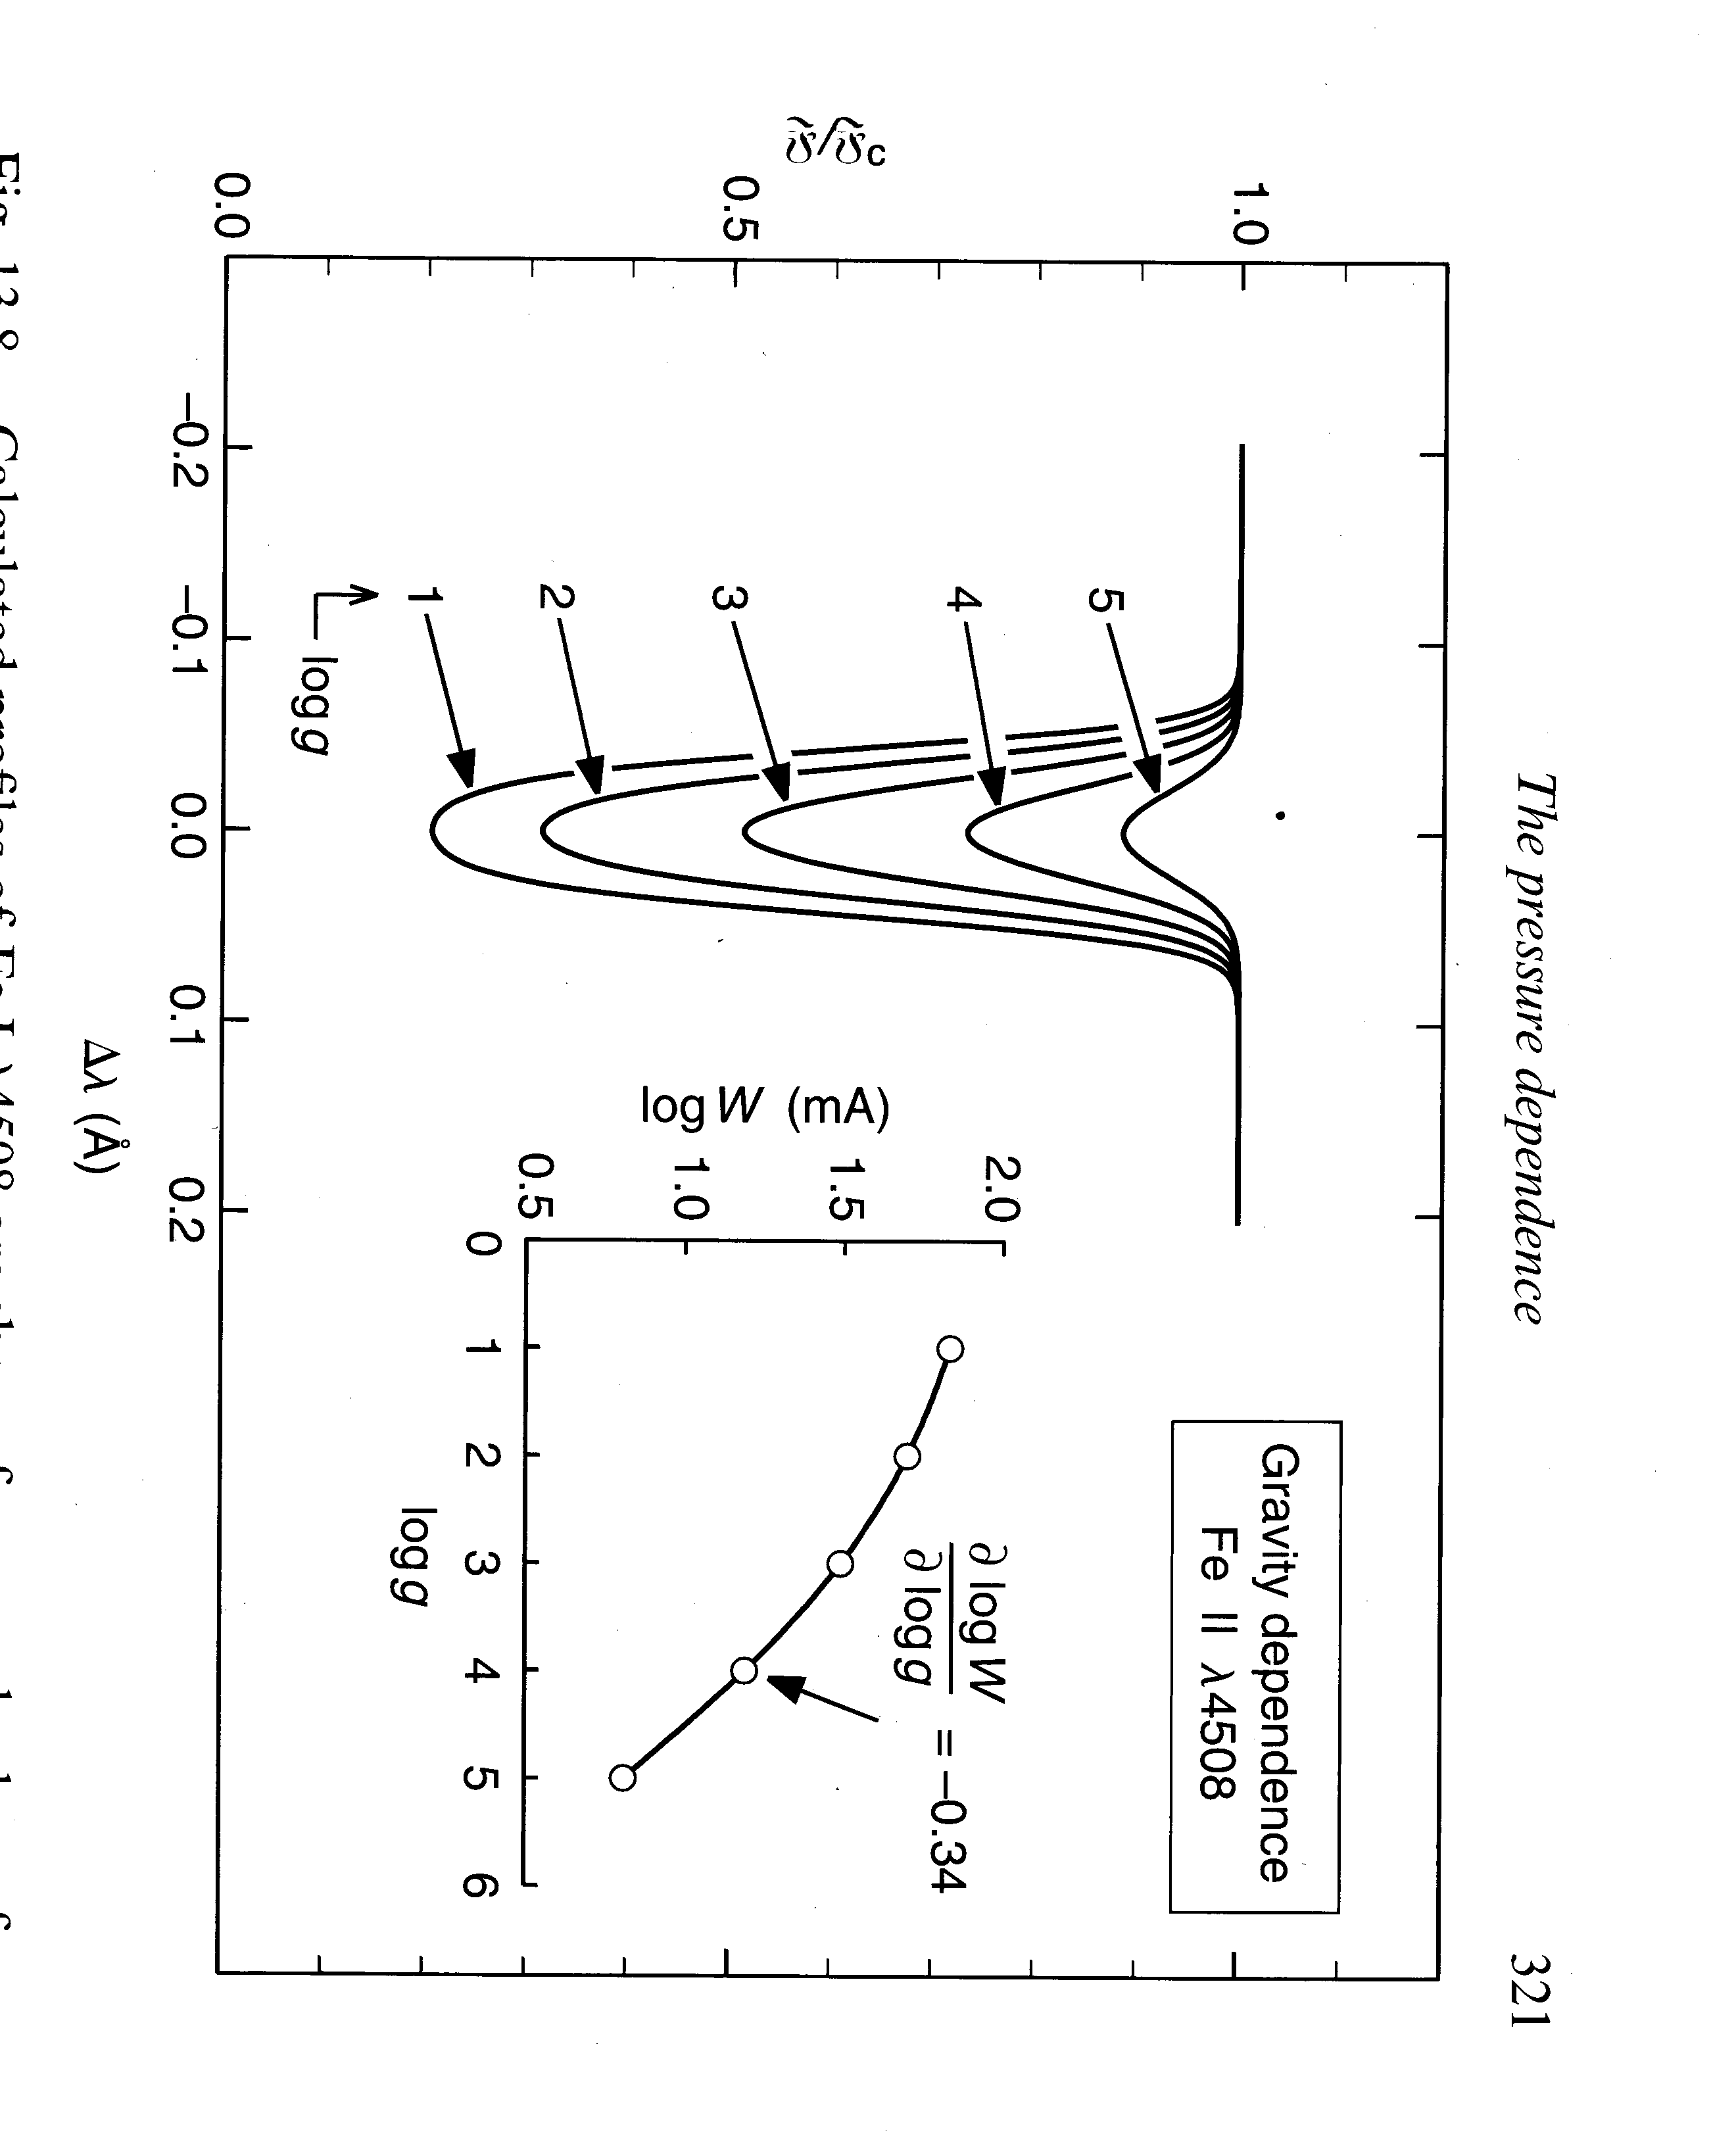 The pressure dependence
321
Gravity dependence
Fe II λ4508
1.0
0.5
0.0
𝔉/𝔉c
5
4
3
2
1
log g
−0.2
−0.1
0.0
0.1
0.2
Δλ (Å)
log W (mA)
2.0
1.5
1.0
0.5
0
1
2
3
4
5
6
log g
∂ log W
∂ log g
= −0.34